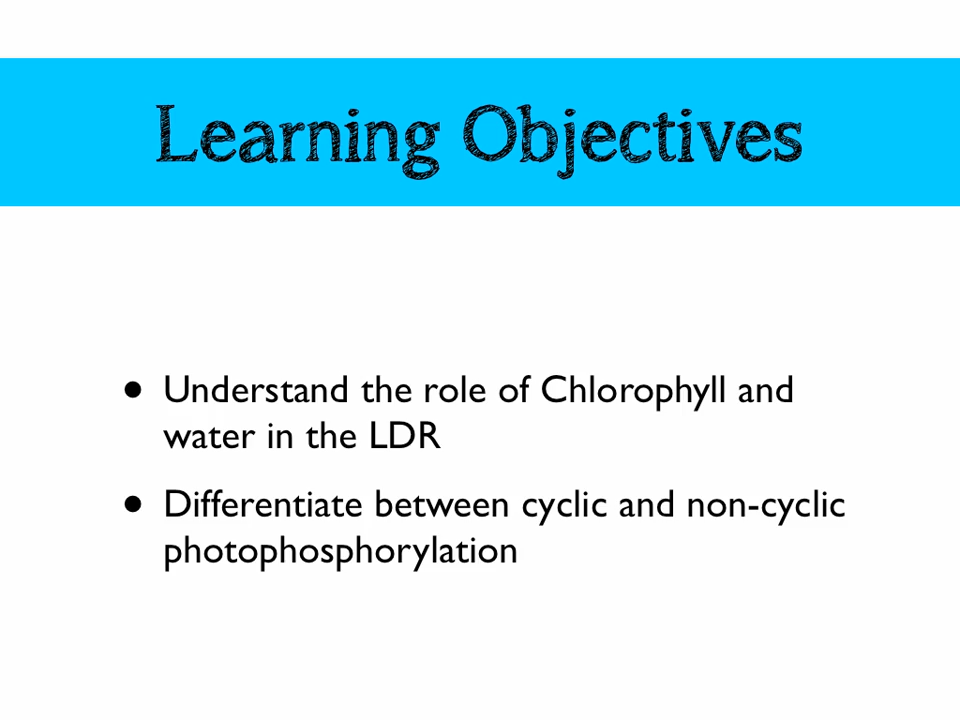 Learning Objectives
• Understand the role of Chlorophyll and
water in the LDR
• Differentiate between cyclic and non-cyclic
photophosphorylation